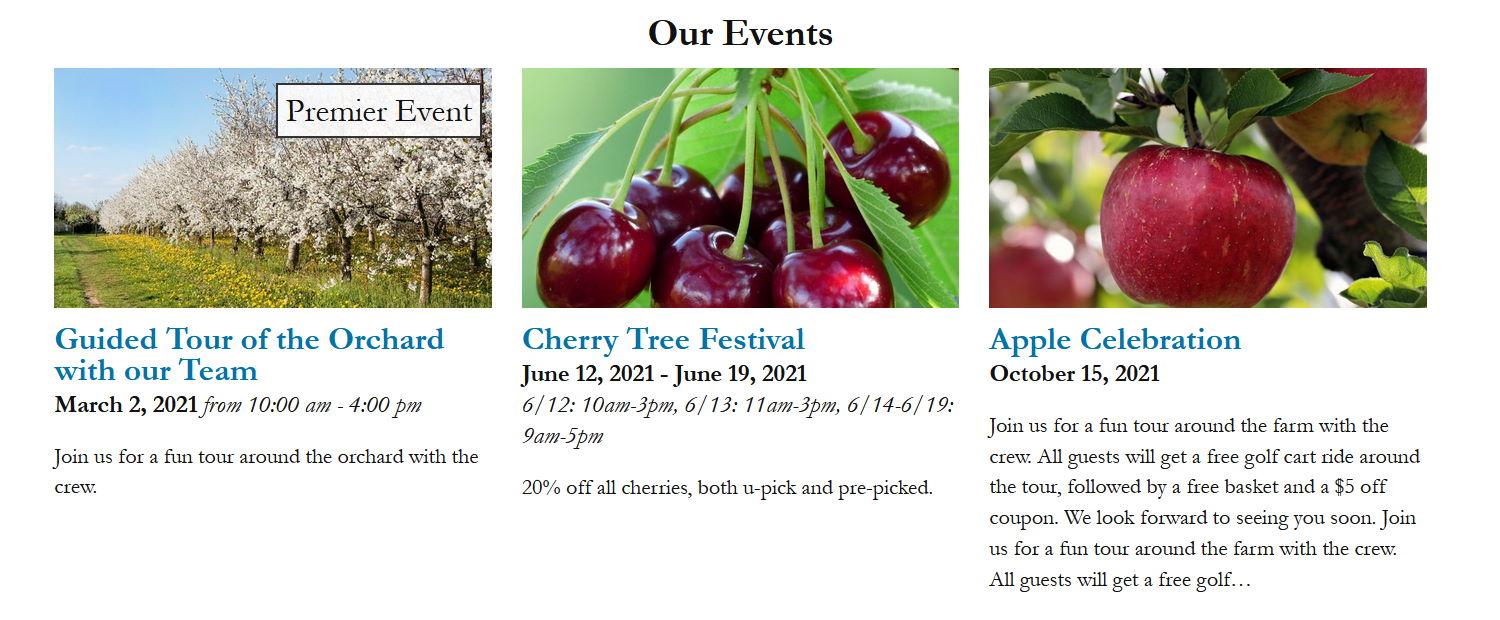 Our Events
Premier Event
Guided Tour of the Orchard
with our Team
March 2, 2021 from 10:00 am - 4:00 pm
Join us for a fun tour around the orchard with the
crew.
Cherry Tree Festival
June 12, 2021 - June 19, 2021
6/12: 10am-3pm, 6/13: 11am-3pm, 6/14-6/19:
9am-5pm
20% off all cherries, both u-pick and pre-picked.
Apple Celebration
October 15, 2021
Join us for a fun tour around the farm with the
crew. All guests will get a free golf cart ride around
the tour, followed by a free basket and a $5 off
coupon. We look forward to seeing you soon. Join
us for a fun tour around the farm with the crew.
All guests will get a free golf…